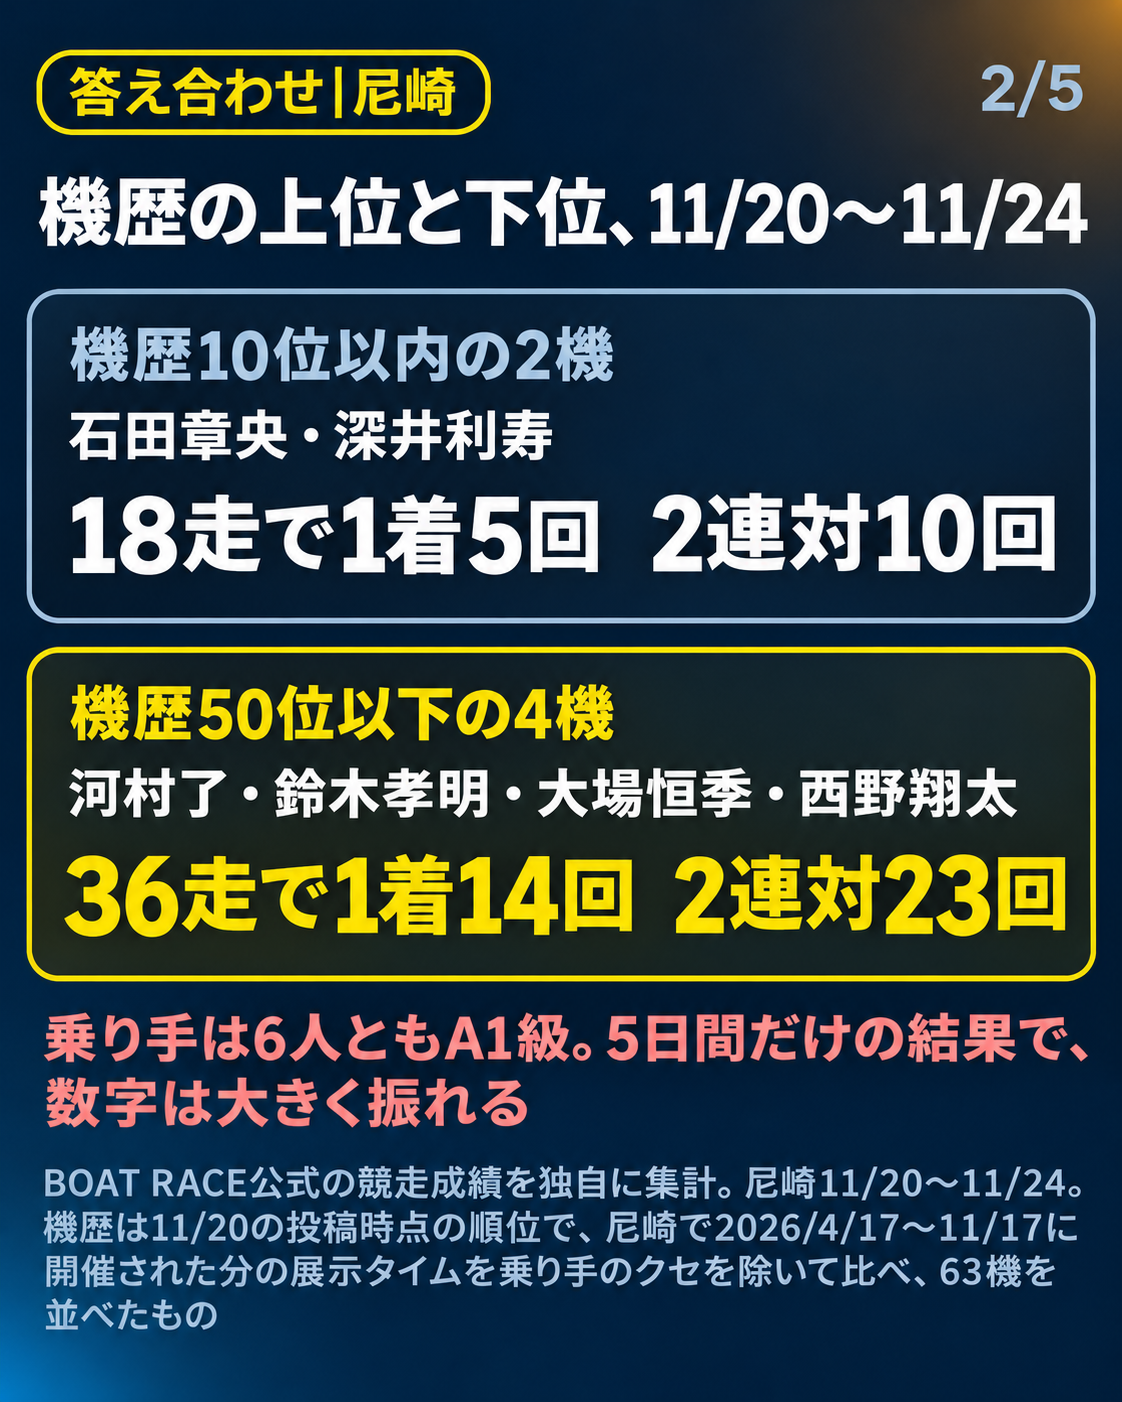 答え合わせ|尼崎
2/5
機歴の上位と下位、11/20〜11/24
機歴10位以内の2機
石田章央・深井利寿
18走で1着5回 2連対10回
機歴50位以下の4機
河村了・鈴木孝明・大場恒季・西野翔太
36走で1着14回 2連対23回
乗り手は6人ともA1級。5日間だけの結果で、
数字は大きく振れる
BOAT RACE公式の競走成績を独自に集計。尼崎11/20〜11/24。
機歴は11/20の投稿時点の順位で、尼崎で2026/4/17〜11/17に
開催された分の展示タイムを乗り手のクセを除いて比べ、63機を
並べたもの